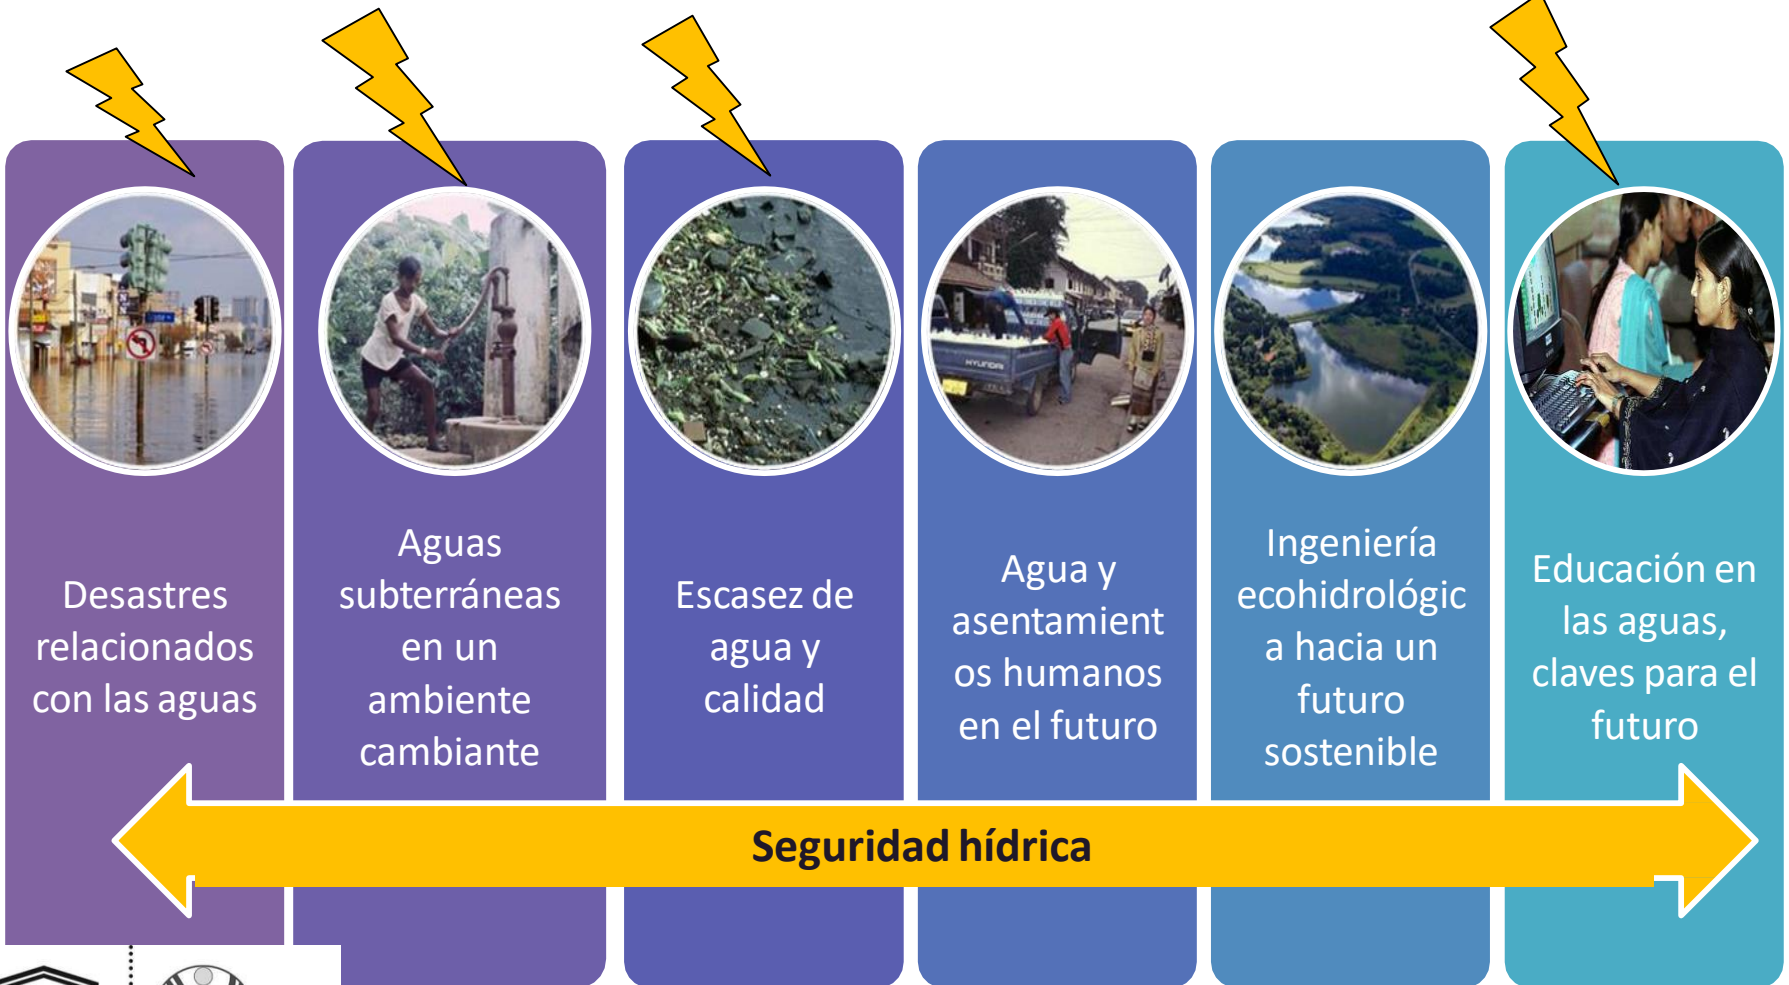 Desastres
relacionados
con las aguas
Aguas
subterráneas
en un
ambiente
cambiante
Escasez de
agua y
calidad
HYUNDAI
Agua y
asentamient
os humanos
en el futuro
Ingeniería
ecohidrológic
a hacia un
futuro
sostenible
Educación en
las aguas,
claves para el
futuro
Seguridad hídrica